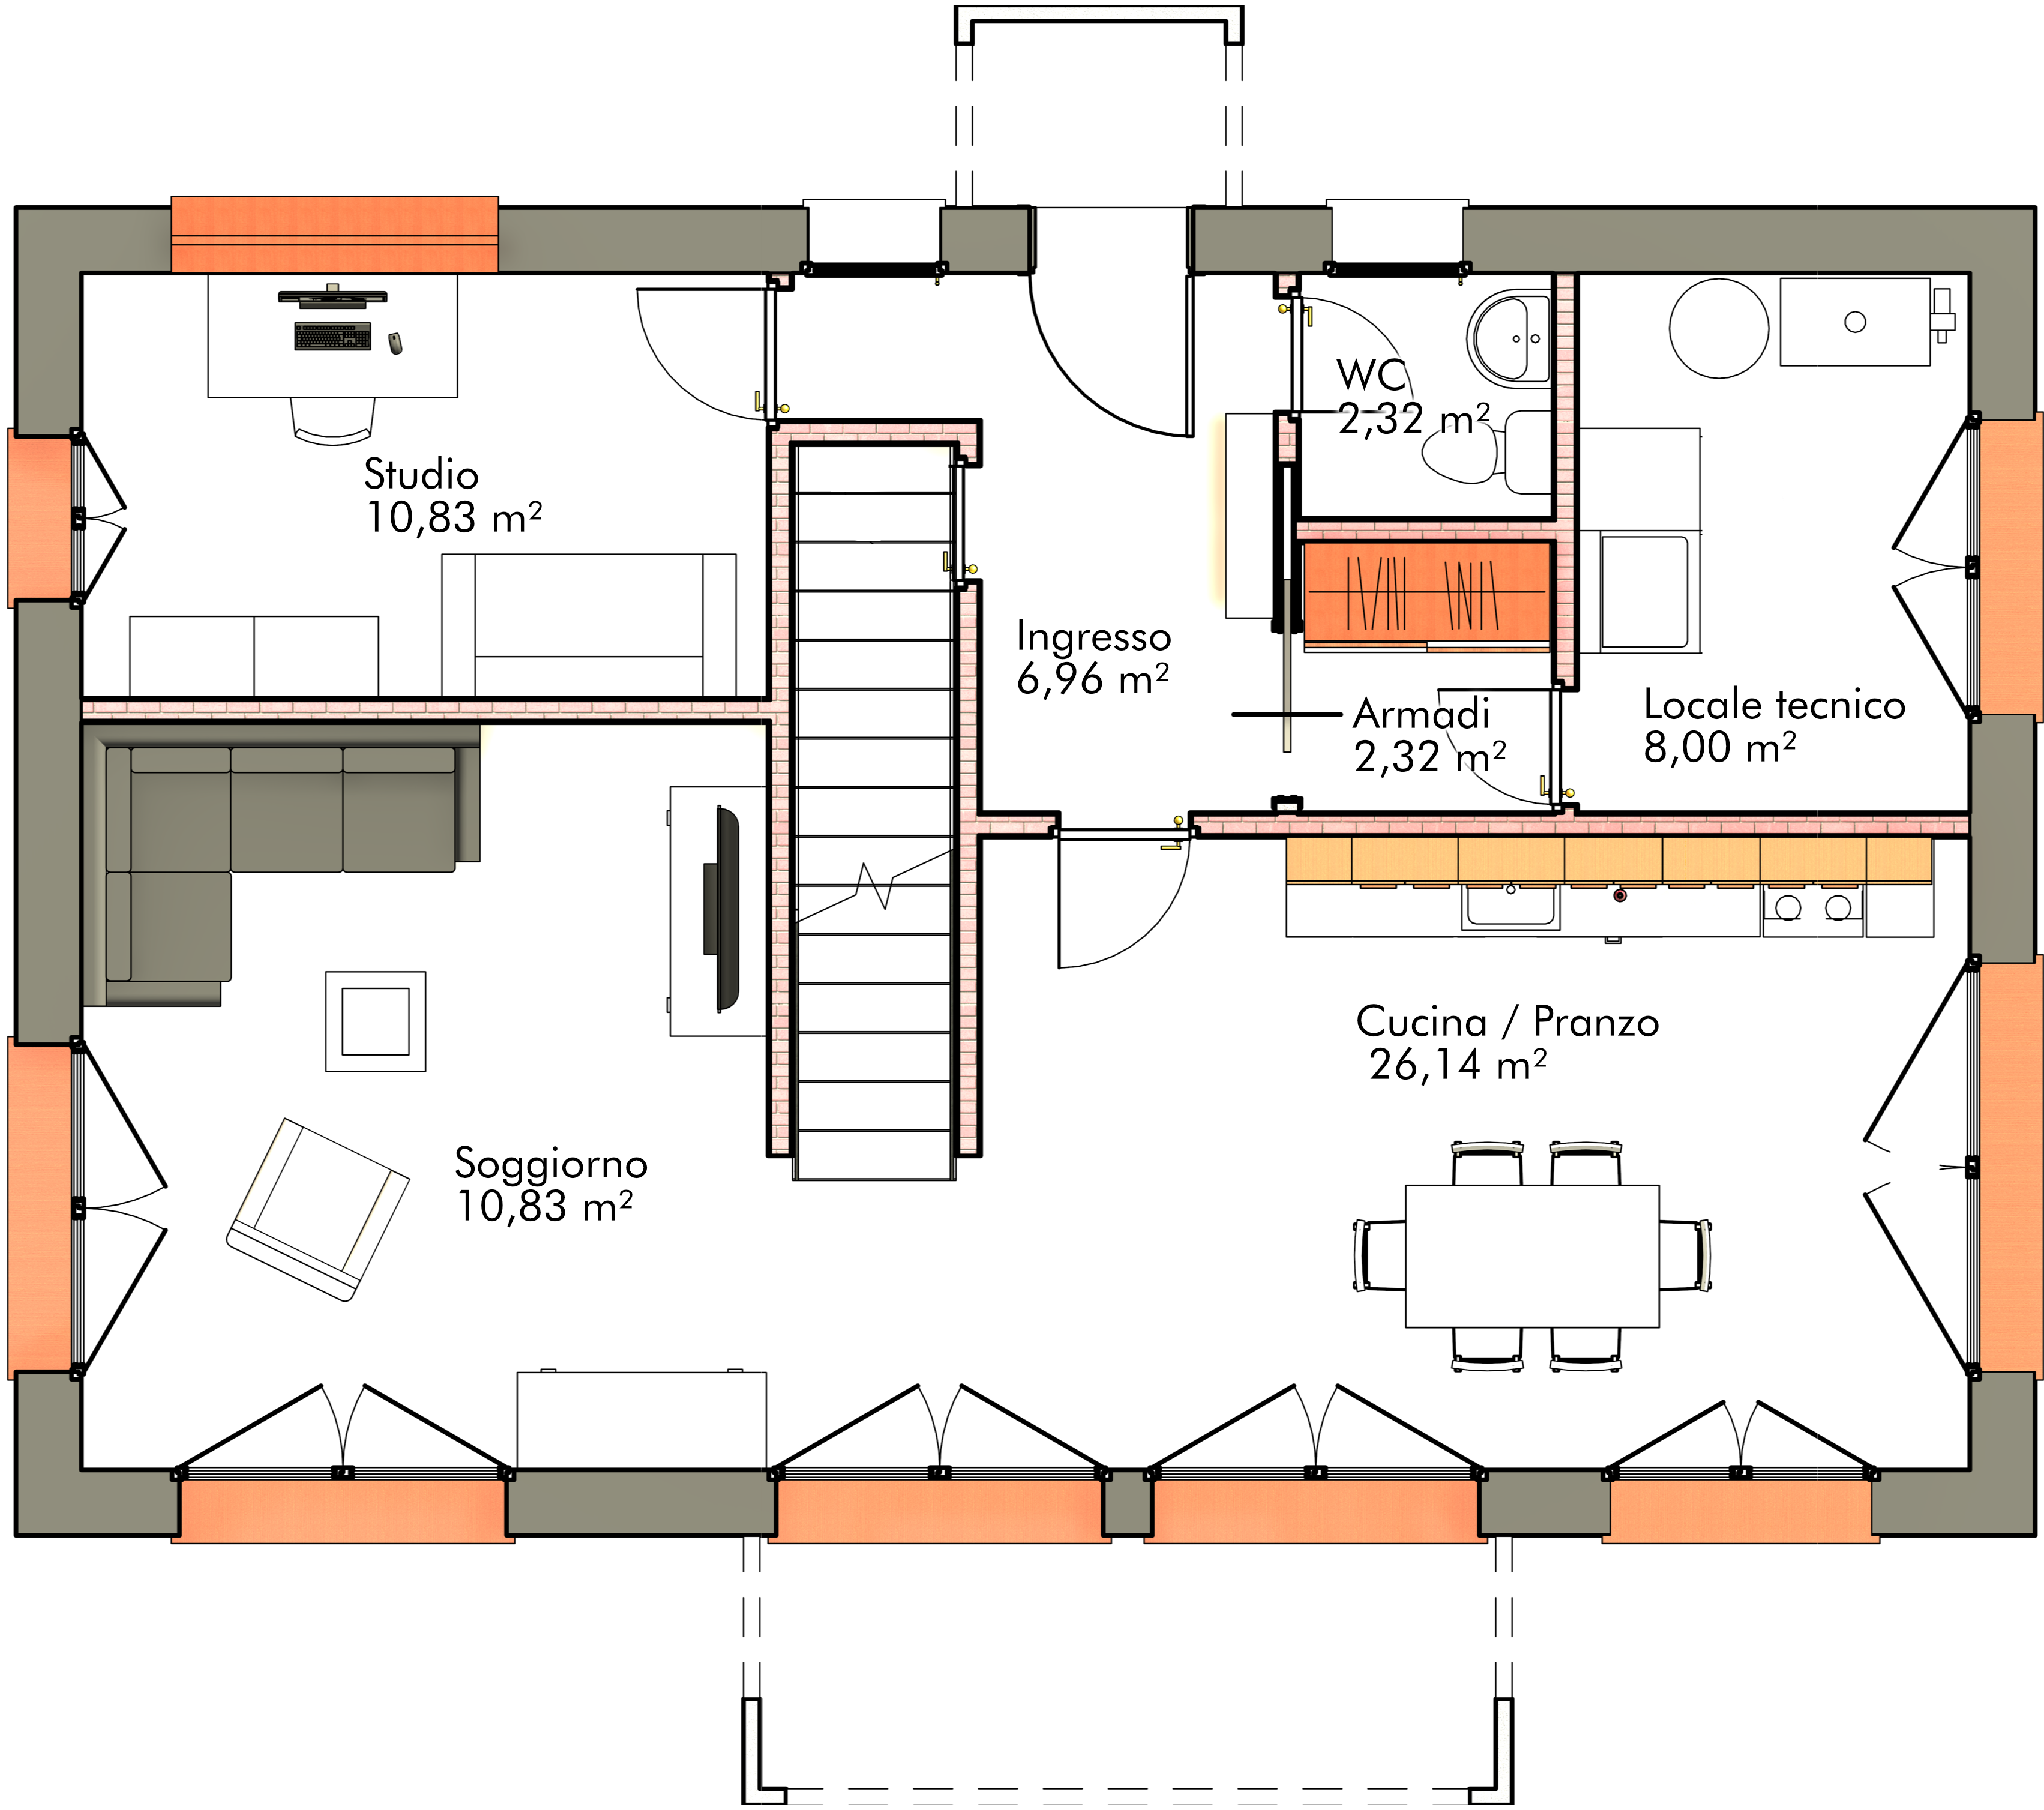 WC
2,32 m²
Studio
10,83 m²
Ingresso
6,96 m²
Armadi
2,32 m²
Locale tecnico
8,00 m²
Cucina / Pranzo
26,14 m²
Soggiorno
10,83 m²